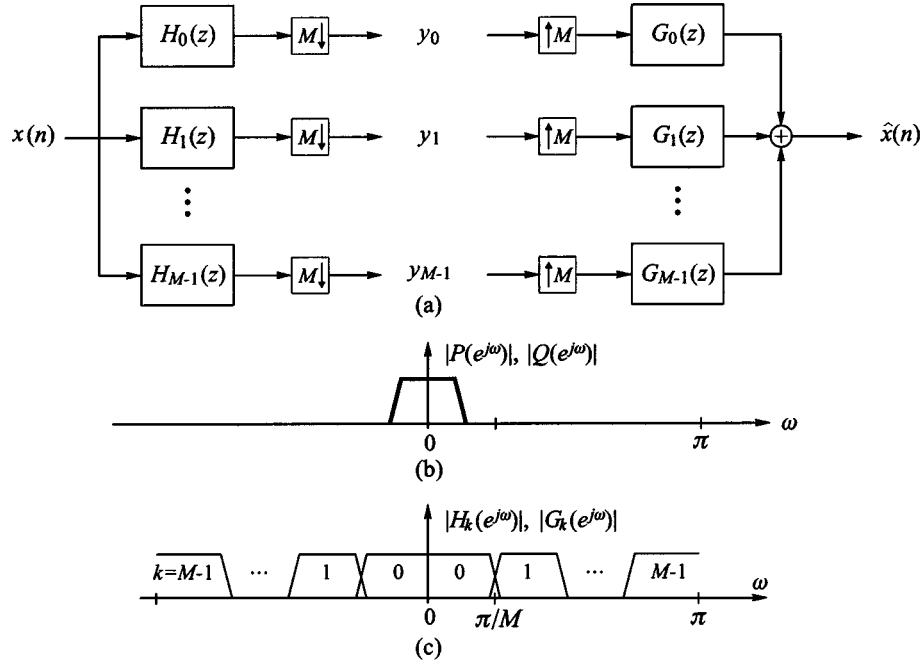 H₀(z) M↓ y₀ ↑M G₀(z)
x(n) H₁(z) M↓ y₁ ↑M G₁(z) + x̂(n)
⋮ ⋮
H_{M-1}(z) M↓ y_{M-1} ↑M G_{M-1}(z)
(a)
|P(e^{jω})|, |Q(e^{jω})|
0 π ω
(b)
|H_k(e^{jω})|, |G_k(e^{jω})|
k=M-1 ... 1 0 0 1 ... M-1 ω
0 π/M π
(c)